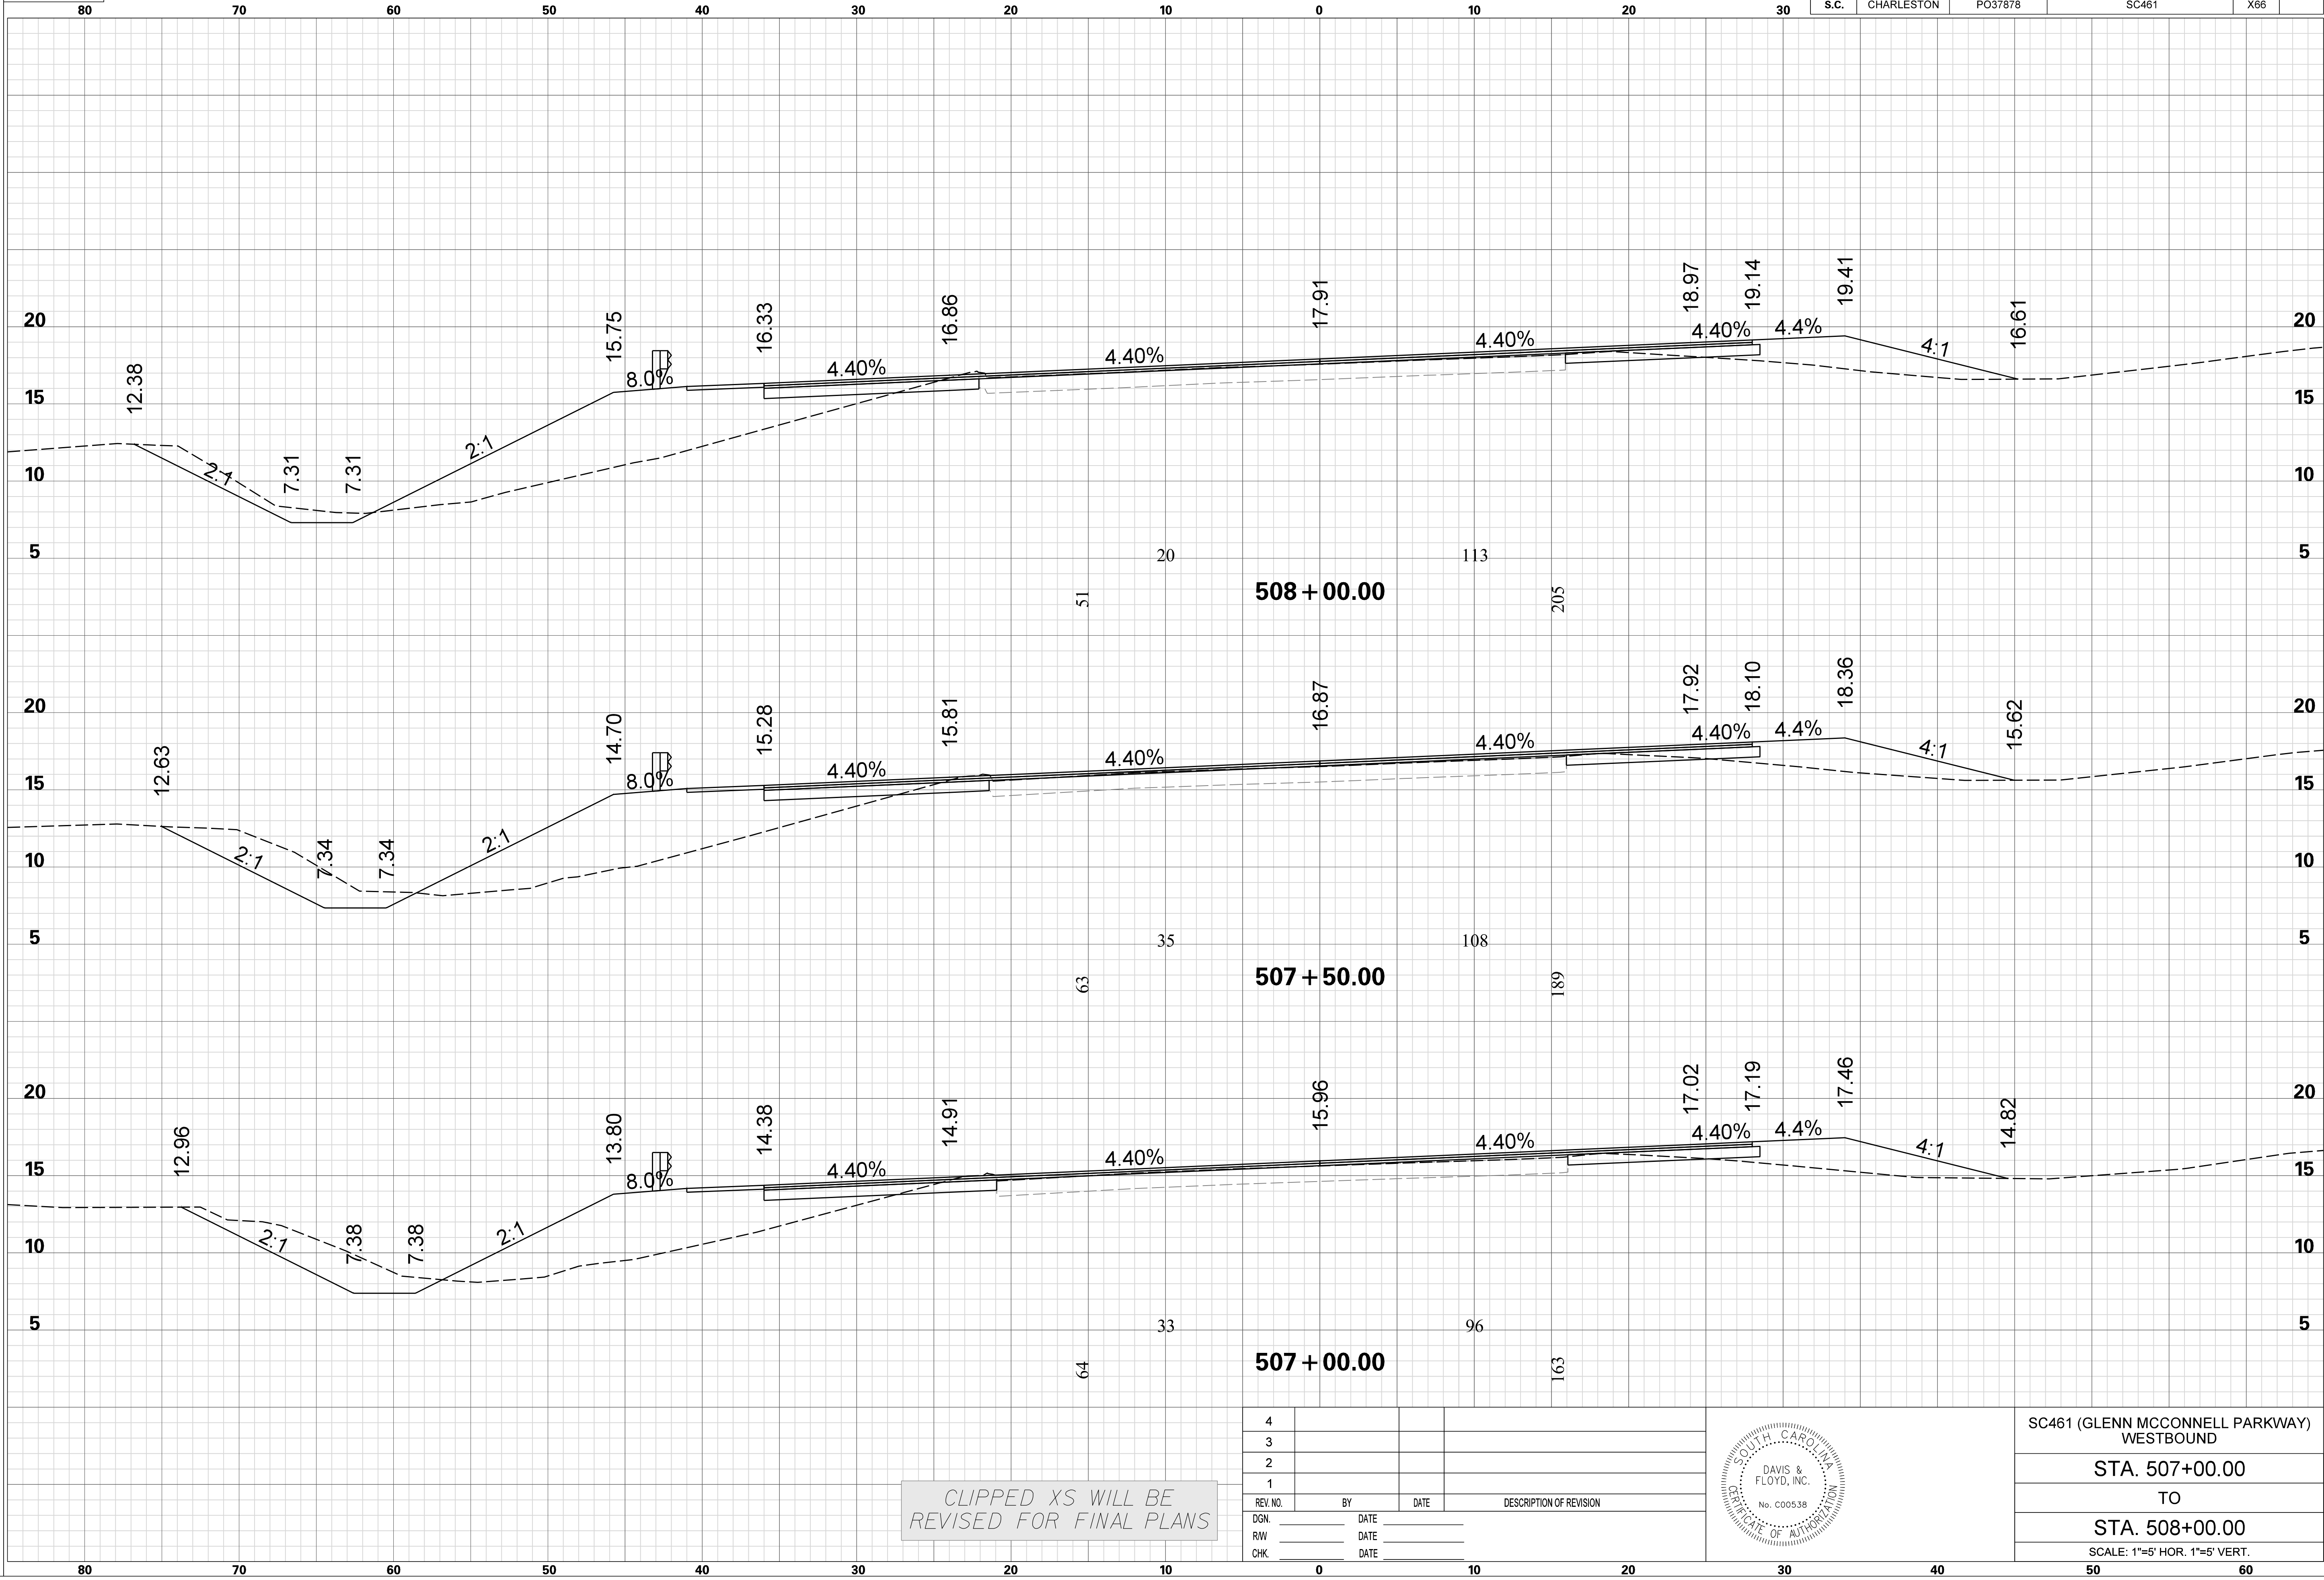 80 70 60 50 40 30 20 10 0 10 20 30
S.C. CHARLESTON PO37878 SC461 X66
12.38 15.75 16.33 16.86 17.91 18.97 19.14 19.41 16.61
20 20
8.0% 4.40% 4.40% 4.40% 4.40% 4.4% 4:1
15 15
2:1 7.31 7.31 2:1
10 10
5 20 113 5
51 508+00.00 205
12.63 14.70 15.28 15.81 16.87 17.92 18.10 18.36 15.62
20 20
8.0% 4.40% 4.40% 4.40% 4.40% 4.4% 4:1
15 15
2:1 7.34 7.34 2:1
10 10
5 35 108 5
63 507+50.00 189
12.96 13.80 14.38 14.91 15.96 17.02 17.19 17.46 14.82
20 20
8.0% 4.40% 4.40% 4.40% 4.40% 4.4% 4:1
15 15
2:1 7.38 7.38 2:1
10 10
5 33 96 5
64 507+00.00 163
CLIPPED XS WILL BE
REVISED FOR FINAL PLANS
4
3
2
1
REV. NO. BY DATE DESCRIPTION OF REVISION
DGN. DATE
R/W DATE
CHK. DATE
SOUTH CAROLINA
DAVIS &
FLOYD, INC.
No. C00538
CERTIFICATE OF AUTHORIZATION
SC461 (GLENN MCCONNELL PARKWAY)
WESTBOUND
STA. 507+00.00
TO
STA. 508+00.00
SCALE: 1"=5' HOR. 1"=5' VERT.
80 70 60 50 40 30 20 10 0 10 20 30 40 50 60